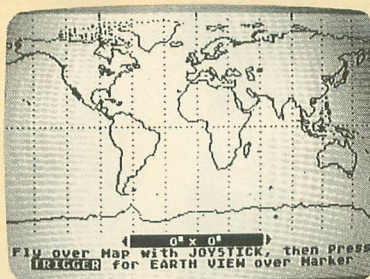 0° x 0°
Fly over Map with JOYSTICK, then Press
TRIGGER for EARTH VIEW over Marker